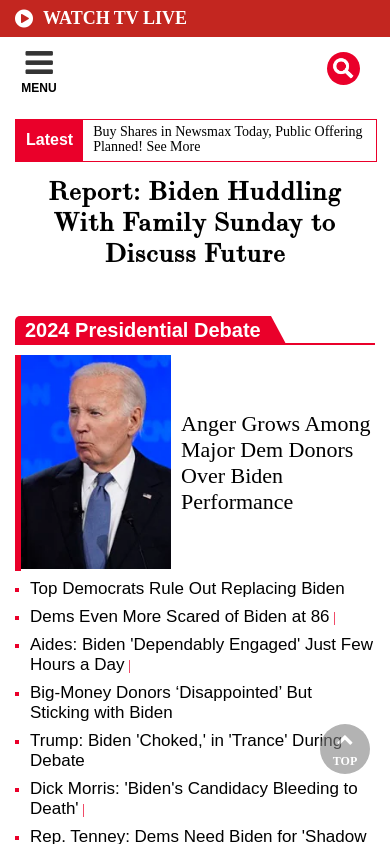 WATCH TV LIVE
MENU
Latest
Buy Shares in Newsmax Today, Public Offering
Planned! See More
Report: Biden Huddling
With Family Sunday to
Discuss Future
2024 Presidential Debate
Anger Grows Among
Major Dem Donors
Over Biden
Performance
Top Democrats Rule Out Replacing Biden
Dems Even More Scared of Biden at 86 |
Aides: Biden 'Dependably Engaged' Just Few
Hours a Day |
Big-Money Donors ‘Disappointed’ But
Sticking with Biden
Trump: Biden 'Choked,' in 'Trance' During
Debate
TOP
Dick Morris: 'Biden's Candidacy Bleeding to
Death' |
Rep. Tenney: Dems Need Biden for 'Shadow